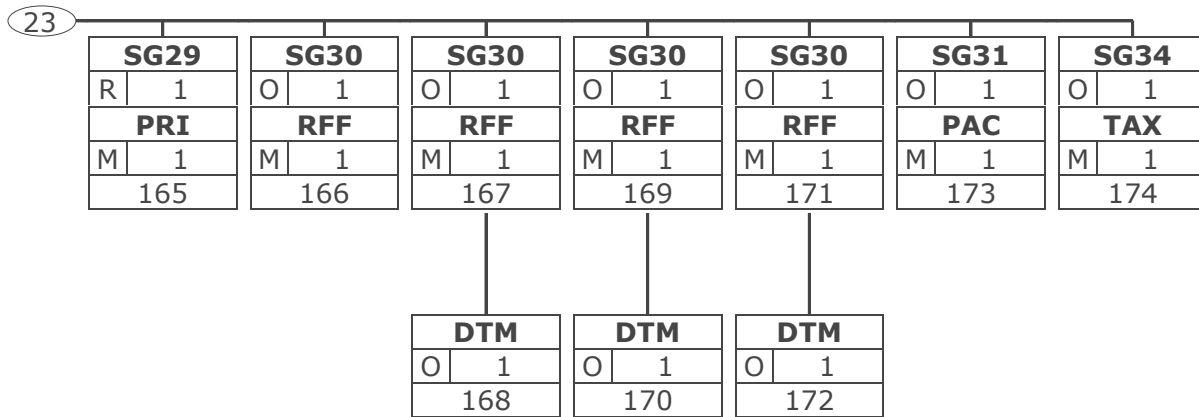 23
SG29 SG30 SG30 SG30 SG30 SG31 SG34
R 1 O 1 O 1 O 1 O 1 O 1 O 1
PRI RFF RFF RFF RFF PAC TAX
M 1 M 1 M 1 M 1 M 1 M 1 M 1
165 166 167 169 171 173 174
DTM DTM DTM
O 1 O 1 O 1
168 170 172